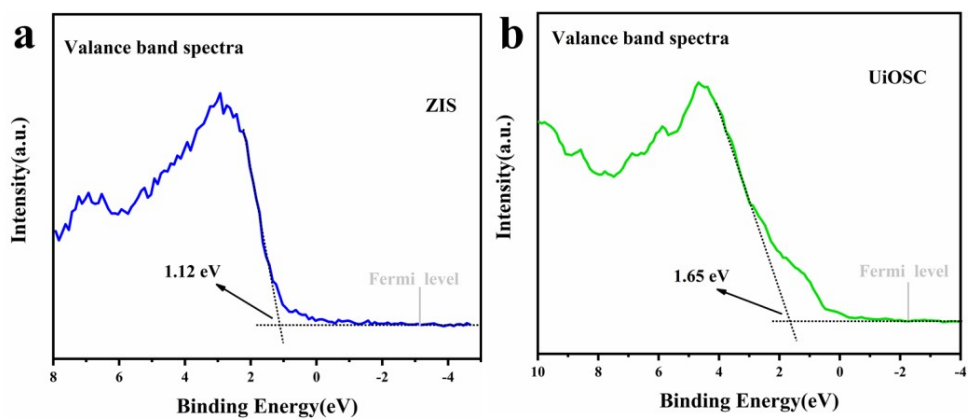 a
Valance band spectra
ZIS
Intensity(a.u.)
1.12 eV
Fermi level
8 6 4 2 0 -2 -4
Binding Energy(eV)
b
Valance band spectra
UiOSC
Intensity(a.u.)
1.65 eV
Fermi level
10 8 6 4 2 0 -2 -4
Binding Energy(eV)